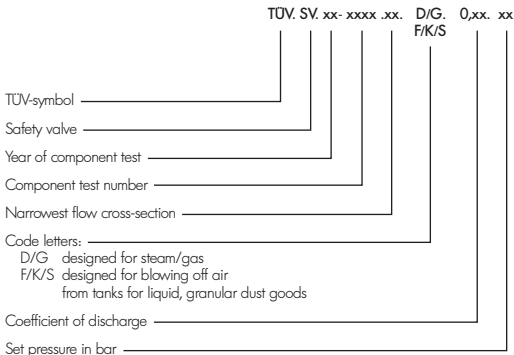 TÜV. SV. xx- xxxx .xx. D/G. 0,xx. xx
F/K/S
TÜV-symbol
Safety valve
Year of component test
Component test number
Narrowest flow cross-section
Code letters:
D/G designed for steam/gas
F/K/S designed for blowing off air
from tanks for liquid, granular dust goods
Coefficient of discharge
Set pressure in bar